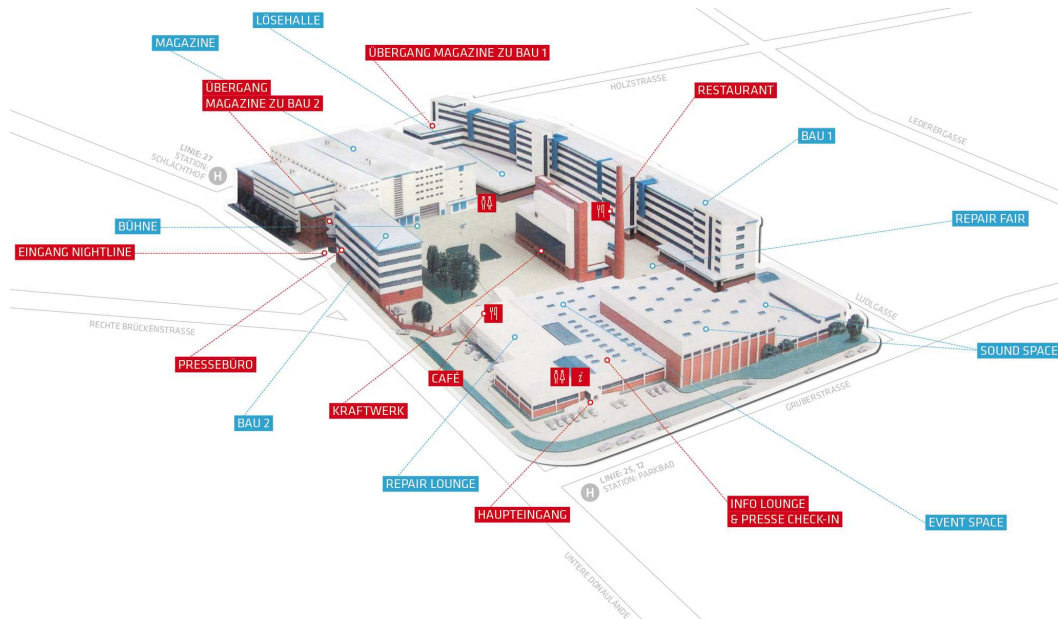 LÖSEHALLE
MAGAZINE
ÜBERGANG MAGAZINE ZU BAU 1
ÜBERGANG
MAGAZINE ZU BAU 2
HOLZSTRASSE
RESTAURANT
LEDERERGASSE
BAU 1
LINIE: 27
STATION:
SCHLACHTHOF
H
BÜHNE
REPAIR FAIR
EINGANG NIGHTLINE
RECHTE BRÜCKENSTRASSE
LUDLGASSE
PRESSEBÜRO
SOUND SPACE
CAFÉ
i
KRAFTWERK
GRUBERSTRASSE
BAU 2
REPAIR LOUNGE
H
LINIE: 25, 12
STATION: PARKBAD
HAUPTEINGANG
INFO LOUNGE
& PRESSE CHECK-IN
EVENT SPACE
UNTERE DONAULÄNDE